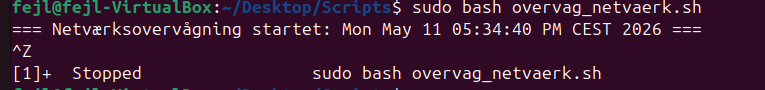 fejl@fejl-VirtualBox:~/Desktop/Scripts$ sudo bash overvag_netvaerk.sh
=== Netværksovervågning startet: Mon May 11 05:34:40 PM CEST 2026 ===
^Z
[1]+  Stopped                 sudo bash overvag_netvaerk.sh